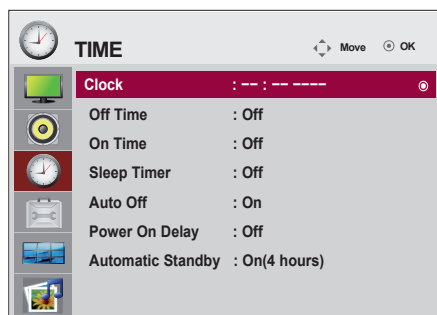 TIME
Move OK
Clock : –– : –– ––––
Off Time : Off
On Time : Off
Sleep Timer : Off
Auto Off : On
Power On Delay : Off
Automatic Standby : On(4 hours)